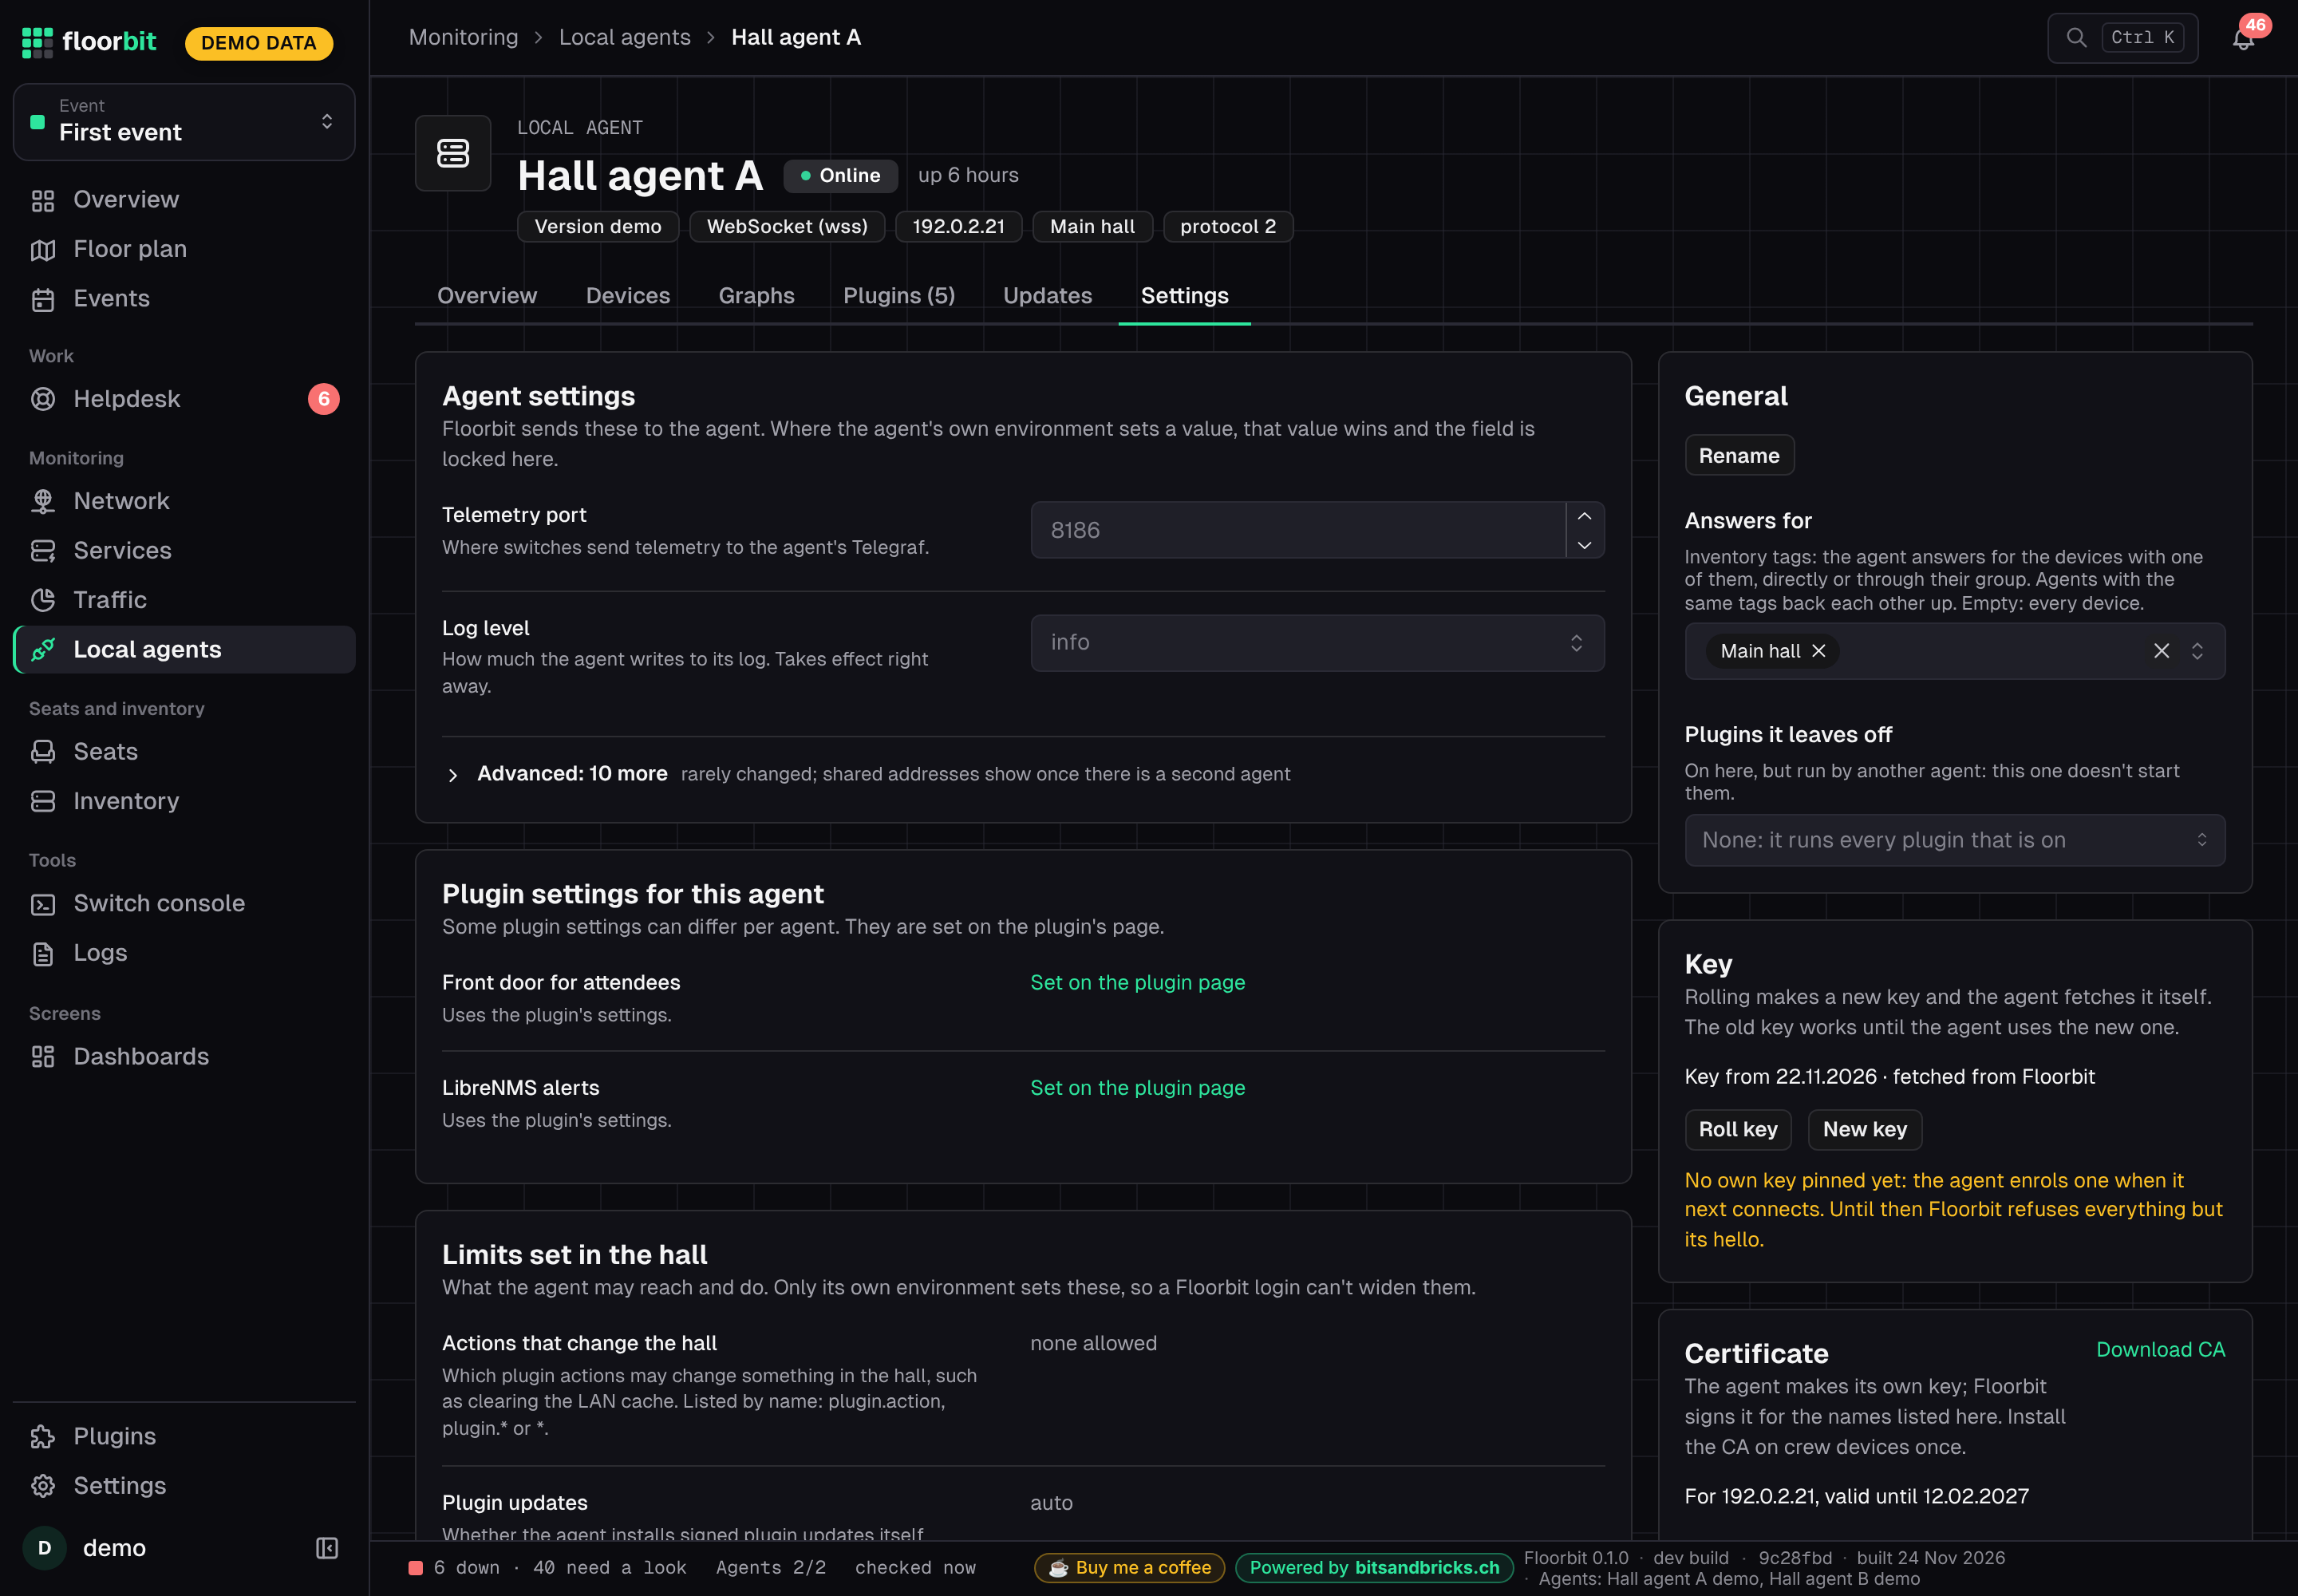 floorbit
DEMO DATA
Event
First event
Overview
Floor plan
Events
Work
Helpdesk
6
Monitoring
Network
Services
Traffic
Local agents
Seats and inventory
Seats
Inventory
Tools
Switch console
Logs
Screens
Dashboards
Plugins
Settings
D
demo
Monitoring
Local agents
Hall agent A
Ctrl K
46
LOCAL AGENT
Hall agent A
Online
up 6 hours
Version demo
WebSocket (wss)
192.0.2.21
Main hall
protocol 2
Overview
Devices
Graphs
Plugins (5)
Updates
Settings
Agent settings
Floorbit sends these to the agent. Where the agent's own environment sets a value, that value wins and the field is
locked here.
Telemetry port
Where switches send telemetry to the agent's Telegraf.
8186
Log level
How much the agent writes to its log. Takes effect right
away.
info
Advanced: 10 more rarely changed; shared addresses show once there is a second agent
Plugin settings for this agent
Some plugin settings can differ per agent. They are set on the plugin's page.
Front door for attendees
Uses the plugin's settings.
Set on the plugin page
LibreNMS alerts
Uses the plugin's settings.
Set on the plugin page
Limits set in the hall
What the agent may reach and do. Only its own environment sets these, so a Floorbit login can't widen them.
Actions that change the hall
Which plugin actions may change something in the hall, such
as clearing the LAN cache. Listed by name: plugin.action,
plugin.* or *.
none allowed
Plugin updates
Whether the agent installs signed plugin updates itself
auto
General
Rename
Answers for
Inventory tags: the agent answers for the devices with one
of them, directly or through their group. Agents with the
same tags back each other up. Empty: every device.
Main hall
Plugins it leaves off
On here, but run by another agent: this one doesn't start
them.
None: it runs every plugin that is on
Key
Rolling makes a new key and the agent fetches it itself.
The old key works until the agent uses the new one.
Key from 22.11.2026 · fetched from Floorbit
Roll key
New key
No own key pinned yet: the agent enrols one when it
next connects. Until then Floorbit refuses everything but
its hello.
Certificate
Download CA
The agent makes its own key; Floorbit
signs it for the names listed here. Install
the CA on crew devices once.
For 192.0.2.21, valid until 12.02.2027
6 down · 40 need a look
Agents 2/2
checked now
Buy me a coffee
Powered by bitsandbricks.ch
Floorbit 0.1.0 · dev build · 9c28fbd · built 24 Nov 2026
· Agents: Hall agent A demo, Hall agent B demo